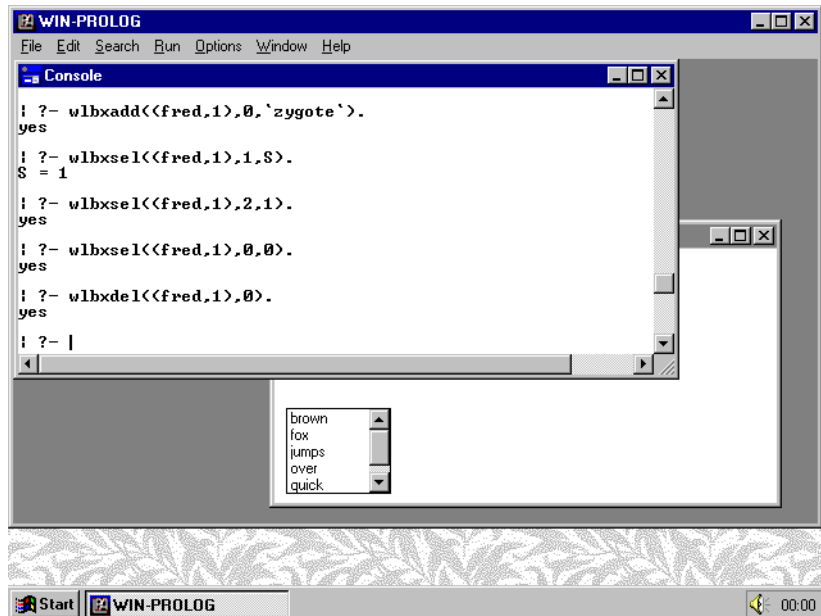 WIN-PROLOG
File Edit Search Run Options Window Help
Console
| ?- wlbxadd((fred,1),0,`zygote`).
yes
| ?- wlbxsel((fred,1),1,S).
S = 1
| ?- wlbxsel((fred,1),2,1).
yes
| ?- wlbxsel((fred,1),0,0).
yes
| ?- wlbxdel((fred,1),0).
yes
| ?- |
brown
fox
jumps
over
quick
Start WIN-PROLOG 00:00